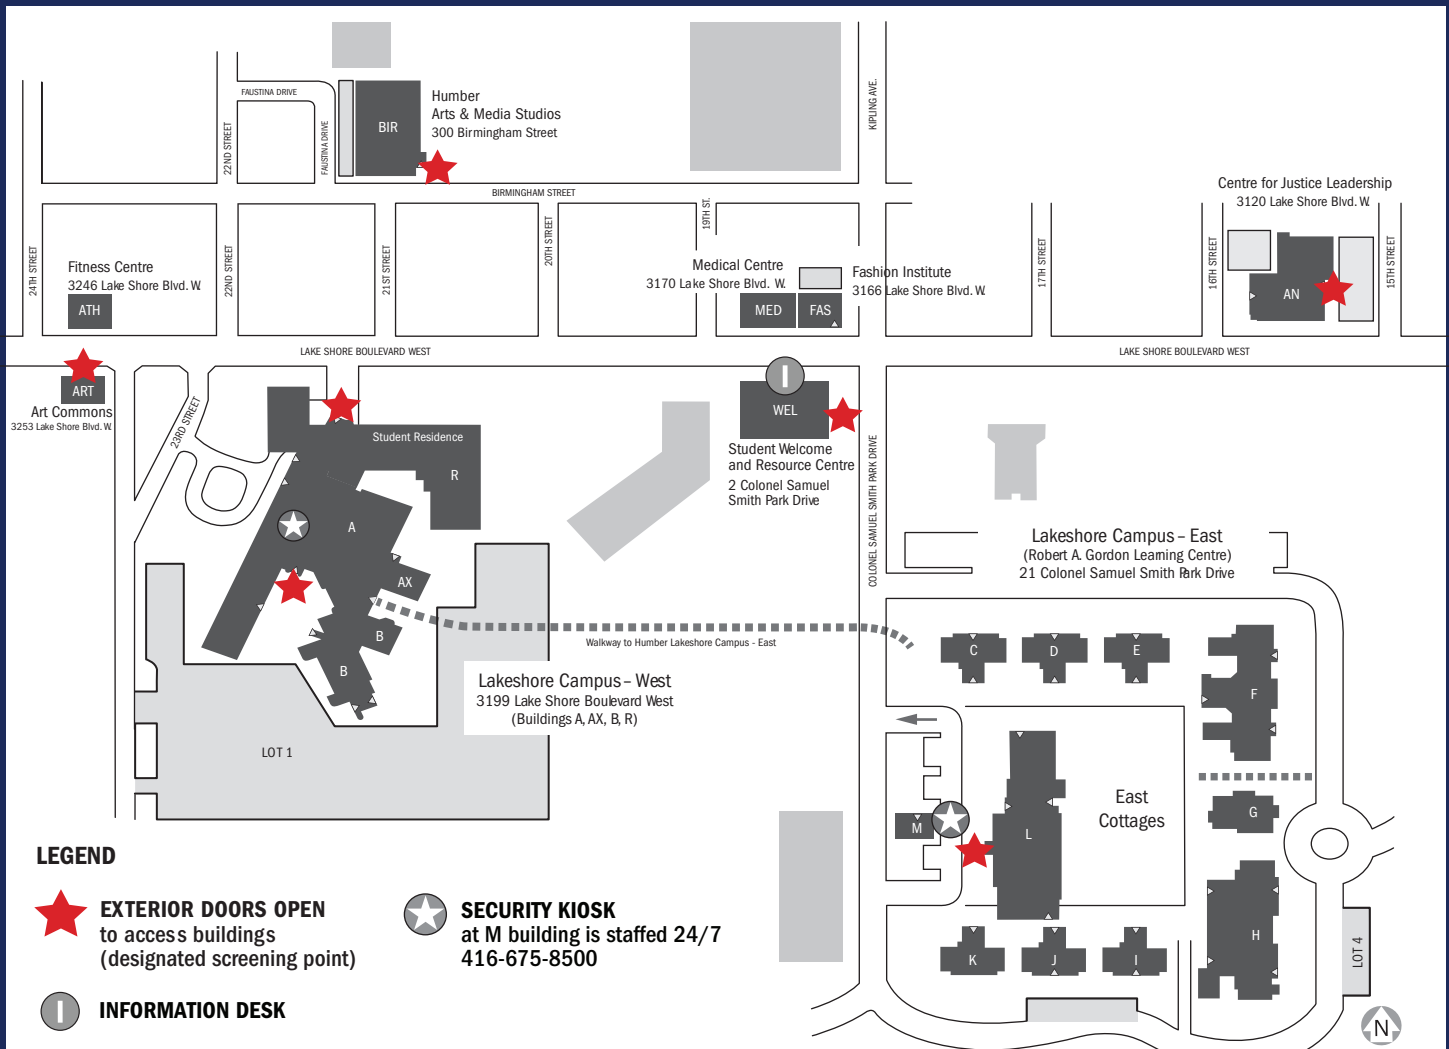 FAUSTINA DRIVE
FAUSTINA DRIVE
22ND STREET
BIR
Humber
Arts & Media Studios
300 Birmingham Street
KIPLING AVE.
BIRMINGHAM STREET
Centre for Justice Leadership
3120 Lake Shore Blvd. W.
24TH STREET
22ND STREET
21ST STREET
20TH STREET
19TH ST.
17TH STREET
16TH STREET
15TH STREET
Fitness Centre
3246 Lake Shore Blvd. W.
ATH
Medical Centre
3170 Lake Shore Blvd. W.
MED
FAS
Fashion Institute
3166 Lake Shore Blvd. W.
AN
LAKE SHORE BOULEVARD WEST
LAKE SHORE BOULEVARD WEST
ART
Art Commons
3253 Lake Shore Blvd. W.
23RD STREET
Student Residence
R
A
AX
B
B
I
WEL
Student Welcome
and Resource Centre
2 Colonel Samuel
Smith Park Drive
COLONEL SAMUEL SMITH PARK DRIVE
Lakeshore Campus – East
(Robert A. Gordon Learning Centre)
21 Colonel Samuel Smith Park Drive
Walkway to Humber Lakeshore Campus - East
Lakeshore Campus – West
3199 Lake Shore Boulevard West
(Buildings A, AX, B, R)
LOT 1
C
D
E
F
G
H
M
L
East
Cottages
K
J
I
LOT 4
N
LEGEND
EXTERIOR DOORS OPEN
to access buildings
(designated screening point)
SECURITY KIOSK
at M building is staffed 24/7
416-675-8500
I
INFORMATION DESK